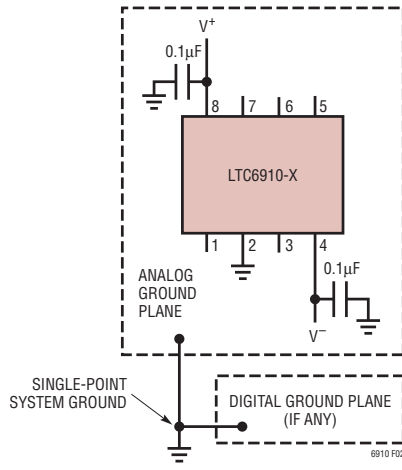 V+
0.1µF
8 7 6 5
LTC6910-X
1 2 3 4
0.1µF
ANALOG
GROUND
PLANE
V−
SINGLE-POINT
SYSTEM GROUND
DIGITAL GROUND PLANE
(IF ANY)
6910 F02